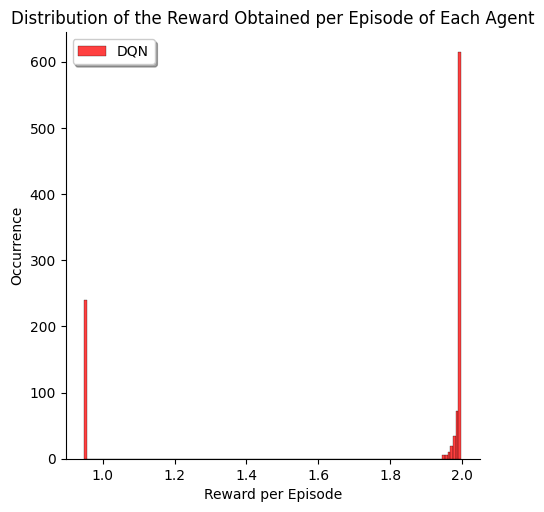 Distribution of the Reward Obtained per Episode of Each Agent
DQN
600
500
400
300
200
100
0
Occurrence
1.0 1.2 1.4 1.6 1.8 2.0
Reward per Episode